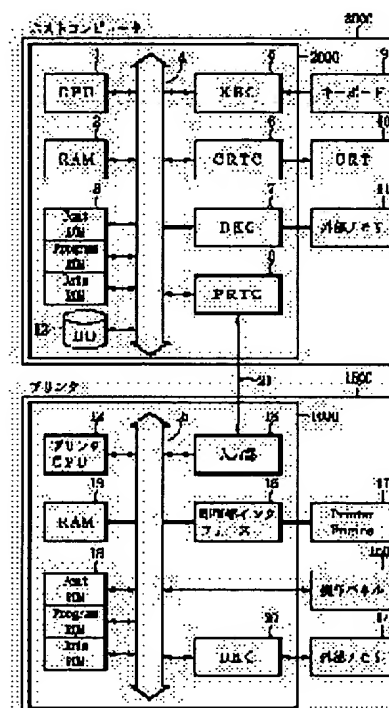 ホストコンピュータ
3000
2000
1
CPU
4
5
KBC
9
キーボード
2
RAM
6
CRTC
10
CRT
3
Font
ROM
Program
ROM
Data
ROM
7
DKC
11
外部メモリ
8
PRTC
HD
21
プリンタ
1500
1000
12
プリンタ
CPU
入力部
19
RAM
16
印刷部インタ
フェース
17
Printer
Engine
Font
ROM
Program
ROM
Data
ROM
操作パネル
20
DKC
外部メモリ